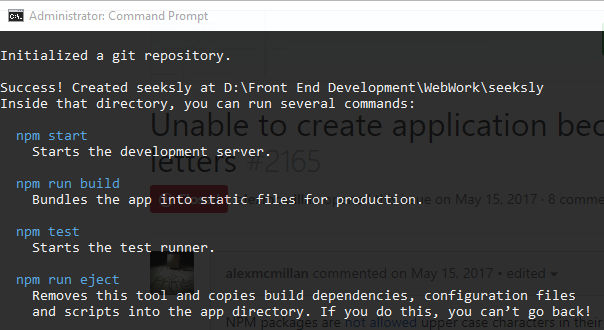 Administrator: Command Prompt
Initialized a git repository.
Success! Created seeksly at D:\Front End Development\WebWork\seeksly
Inside that directory, you can run several commands:
npm start
Starts the development server.
npm run build
Bundles the app into static files for production.
npm test
Starts the test runner.
npm run eject
Removes this tool and copies build dependencies, configuration files
and scripts into the app directory. If you do this, you can’t go back!
Unable to create application bec
letters #2165
on May 15, 2017 · 8 comme
alexmcmillan commented on May 15, 2017 • edited
NPM packages are not allowed upper case characters in their